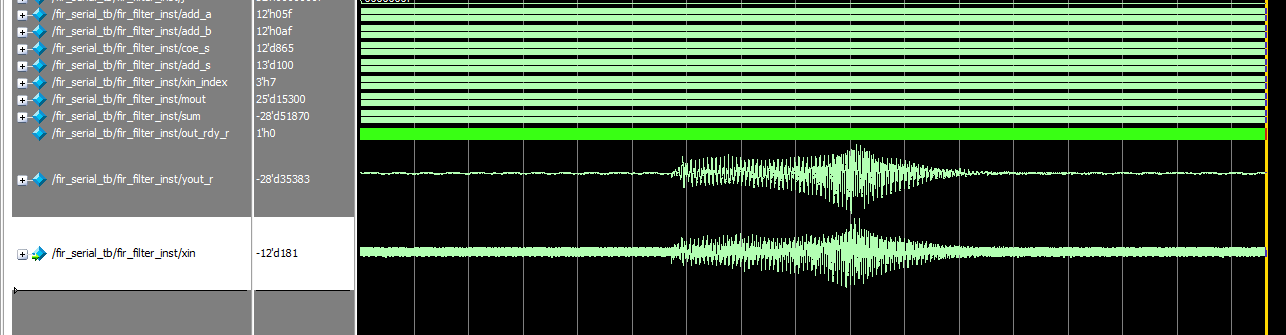 /fir_serial_tb/fir_filter_inst/add_a 12'h05f
/fir_serial_tb/fir_filter_inst/add_b 12'h0af
/fir_serial_tb/fir_filter_inst/coe_s 12'd865
/fir_serial_tb/fir_filter_inst/add_s 13'd100
/fir_serial_tb/fir_filter_inst/xin_index 3'h7
/fir_serial_tb/fir_filter_inst/mout 25'd15300
/fir_serial_tb/fir_filter_inst/sum -28'd51870
/fir_serial_tb/fir_filter_inst/out_rdy_r 1'h0
/fir_serial_tb/fir_filter_inst/yout_r -28'd35383
/fir_serial_tb/fir_filter_inst/xin -12'd181